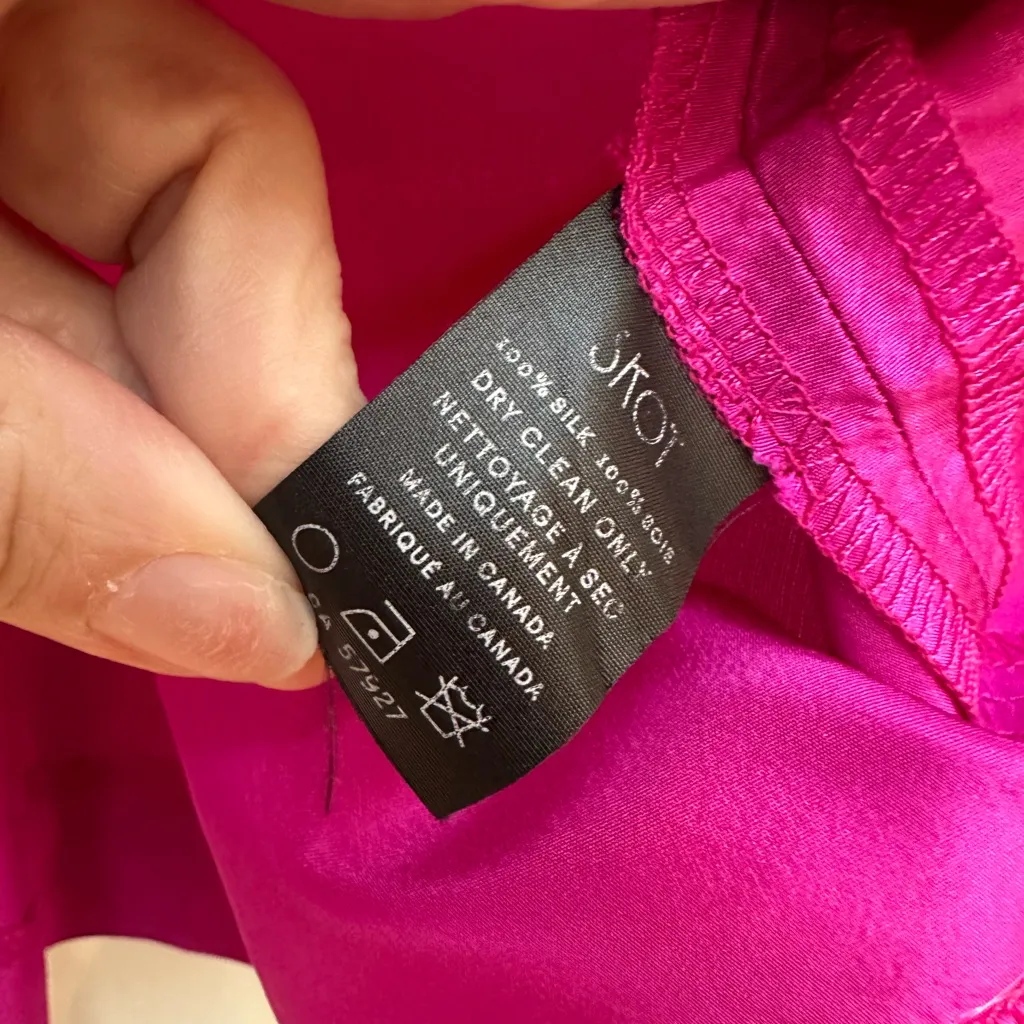 SKOT
100% SILK 100% SOIE
DRY CLEAN ONLY
NETTOYAGE À SEC
UNIQUEMENT
MADE IN CANADA
FABRIQUÉ AU CANADA
CA 57927